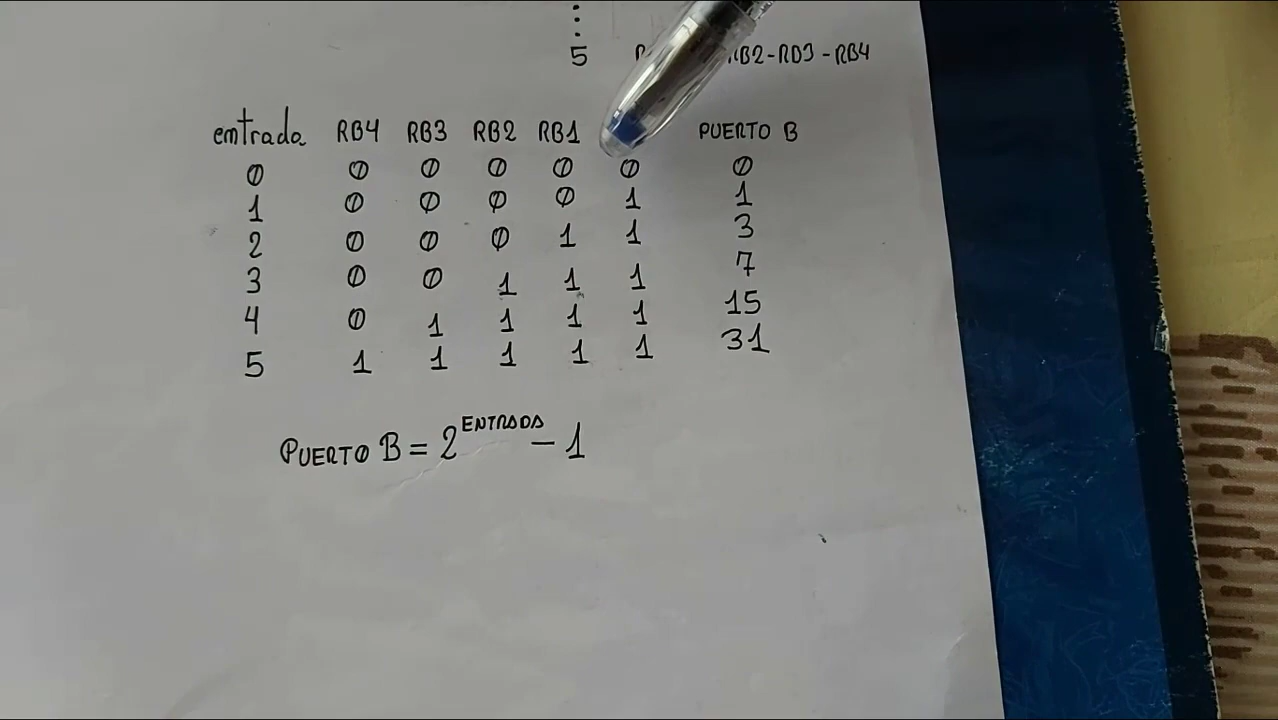 5 RB2-RB3-RB4
entrada RB4 RB3 RB2 RB1 PUERTO B
0 0 0 0 0 0 0
1 0 0 0 0 1 1
2 0 0 0 1 1 3
3 0 0 1 1 1 7
4 0 1 1 1 1 15
5 1 1 1 1 1 31
PUERTO B = 2^ENTRADA - 1